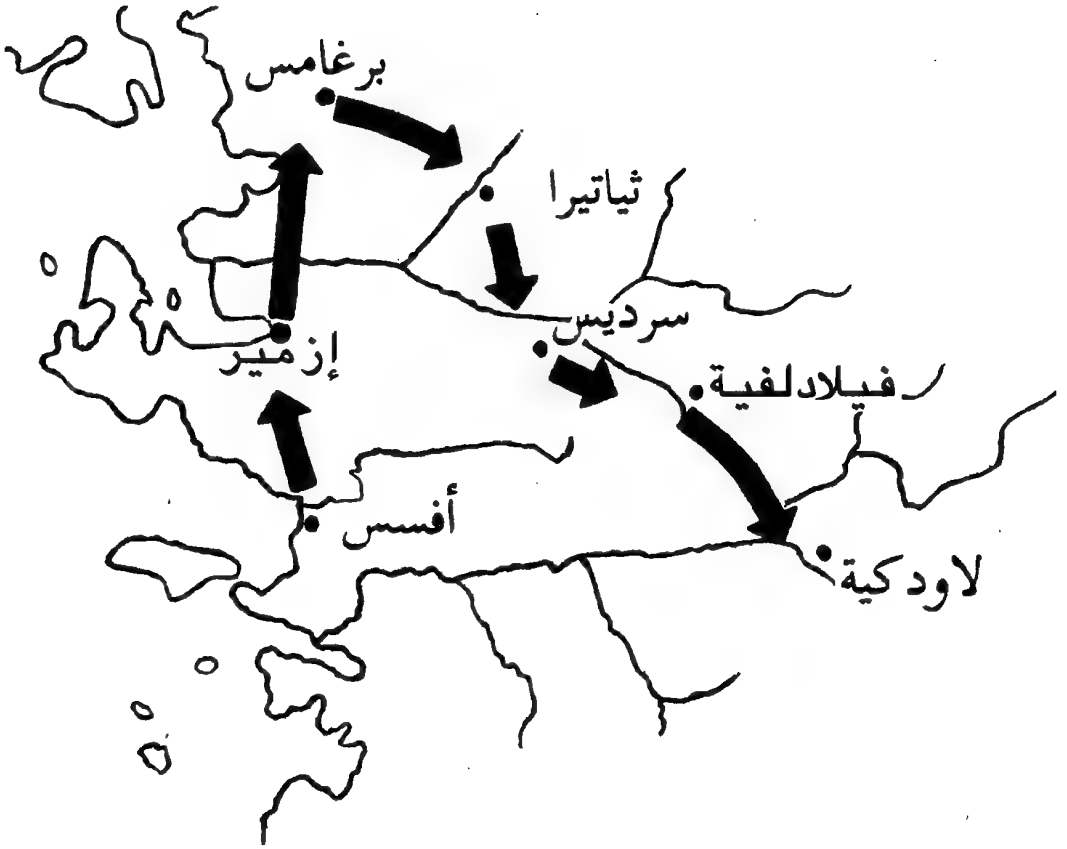 برغامس
ثياتيرا
سرديس
إزمير
فيلادلفية
أفسس
لاودكية